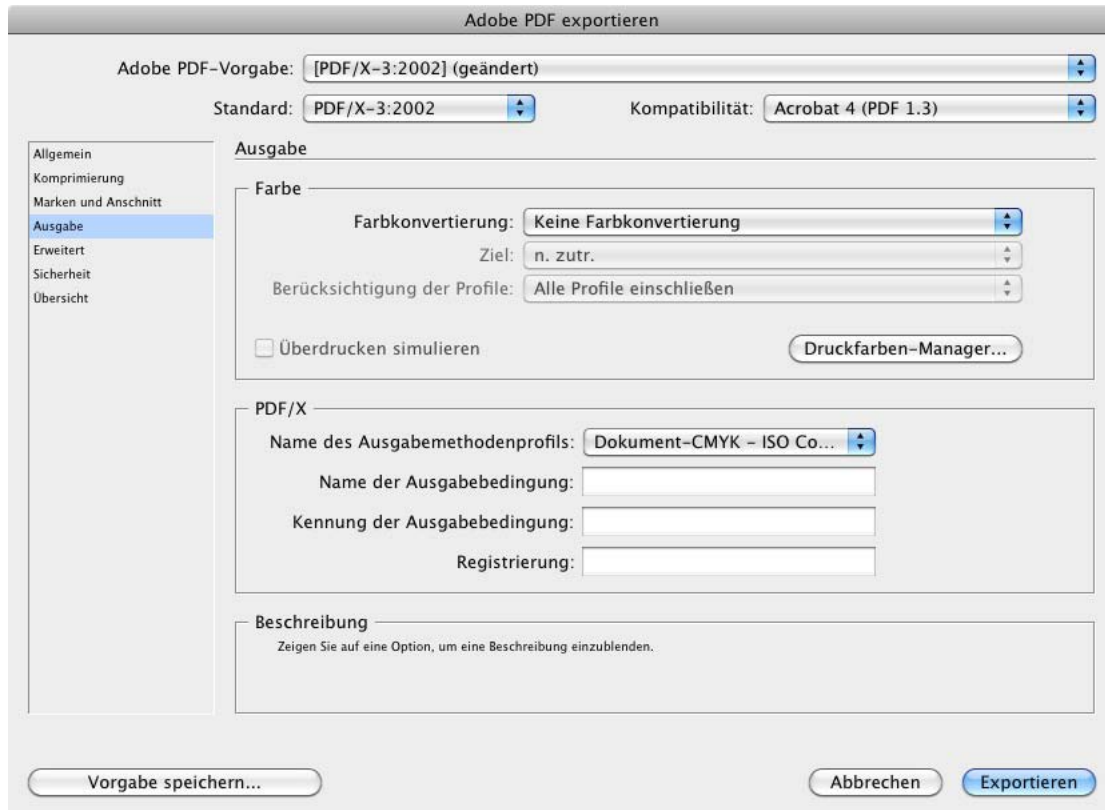 Adobe PDF exportieren
Adobe PDF-Vorgabe: [PDF/X-3:2002] (geändert)
Standard: PDF/X-3:2002 Kompatibilität: Acrobat 4 (PDF 1.3)
Allgemein
Komprimierung
Marken und Anschnitt
Ausgabe
Erweitert
Sicherheit
Übersicht
Ausgabe
Farbe
Farbkonvertierung: Keine Farbkonvertierung
Ziel: n. zutr.
Berücksichtigung der Profile: Alle Profile einschließen
Überdrucken simulieren Druckfarben-Manager...
PDF/X
Name des Ausgabemethodenprofils: Dokument-CMYK – ISO Co...
Name der Ausgabebedingung:
Kennung der Ausgabebedingung:
Registrierung:
Beschreibung
Zeigen Sie auf eine Option, um eine Beschreibung einzublenden.
Vorgabe speichern... Abbrechen Exportieren